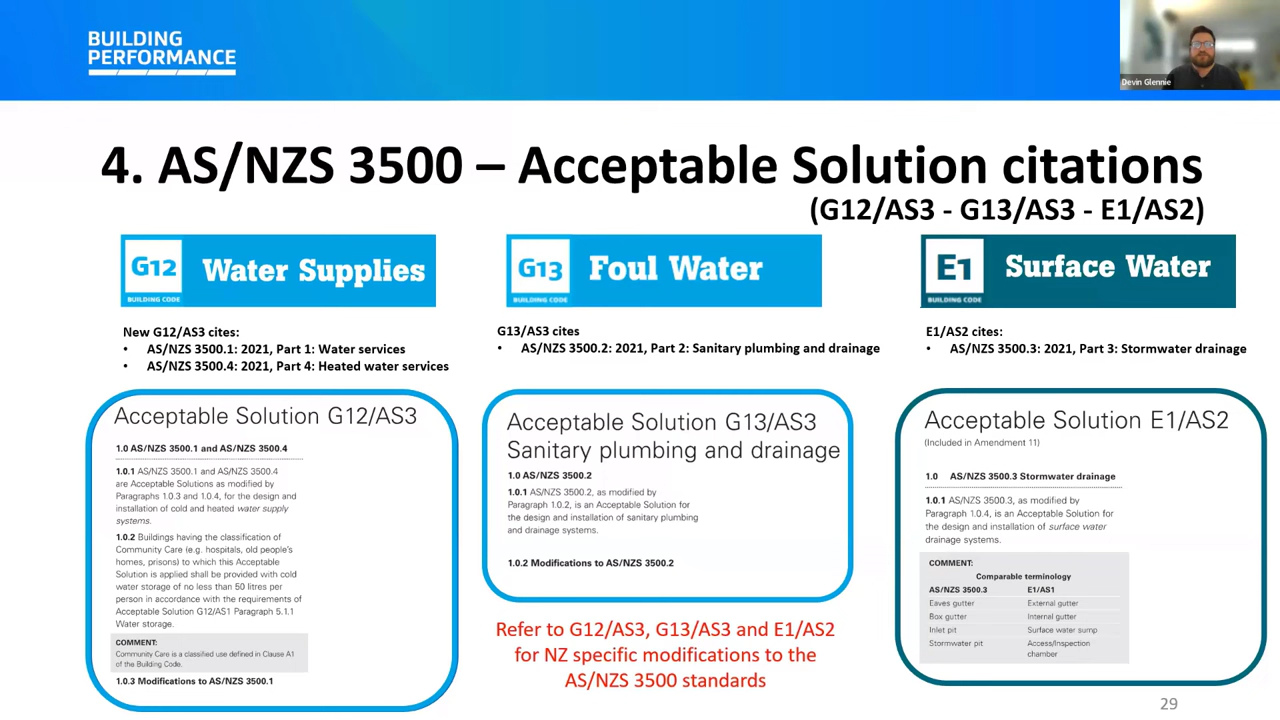 BUILDING
PERFORMANCE
Devin Glennie
4. AS/NZS 3500 – Acceptable Solution citations
(G12/AS3 - G13/AS3 - E1/AS2)
G12
BUILDING CODE
Water Supplies
New G12/AS3 cites:
• AS/NZS 3500.1: 2021, Part 1: Water services
• AS/NZS 3500.4: 2021, Part 4: Heated water services
Acceptable Solution G12/AS3
1.0 AS/NZS 3500.1 and AS/NZS 3500.4
1.0.1 AS/NZS 3500.1 and AS/NZS 3500.4
are Acceptable Solutions as modified by
Paragraphs 1.0.3 and 1.0.4, for the design and
installation of cold and heated water supply
systems.
1.0.2 Buildings having the classification of
Community Care (e.g. hospitals, old people's
homes, prisons) to which this Acceptable
Solution is applied shall be provided with cold
water storage of no less than 50 litres per
person in accordance with the requirements of
Acceptable Solution G12/AS1 Paragraph 5.1.1
Water storage.
COMMENT:
Community Care is a classified use defined in Clause A1
of the Building Code.
1.0.3 Modifications to AS/NZS 3500.1
G13
BUILDING CODE
Foul Water
G13/AS3 cites
• AS/NZS 3500.2: 2021, Part 2: Sanitary plumbing and drainage
Acceptable Solution G13/AS3
Sanitary plumbing and drainage
1.0 AS/NZS 3500.2
1.0.1 AS/NZS 3500.2, as modified by
Paragraph 1.0.2, is an Acceptable Solution for
the design and installation of sanitary plumbing
and drainage systems.
1.0.2 Modifications to AS/NZS 3500.2
Refer to G12/AS3, G13/AS3 and E1/AS2
for NZ specific modifications to the
AS/NZS 3500 standards
E1
BUILDING CODE
Surface Water
E1/AS2 cites:
• AS/NZS 3500.3: 2021, Part 3: Stormwater drainage
Acceptable Solution E1/AS2
(Included in Amendment 11)
1.0 AS/NZS 3500.3 Stormwater drainage
1.0.1 AS/NZS 3500.3, as modified by
Paragraph 1.0.4, is an Acceptable Solution for
the design and installation of surface water
drainage systems.
COMMENT:
Comparable terminology
AS/NZS 3500.3 E1/AS1
Eaves gutter External gutter
Box gutter Internal gutter
Inlet pit Surface water sump
Stormwater pit Access/Inspection
chamber
29